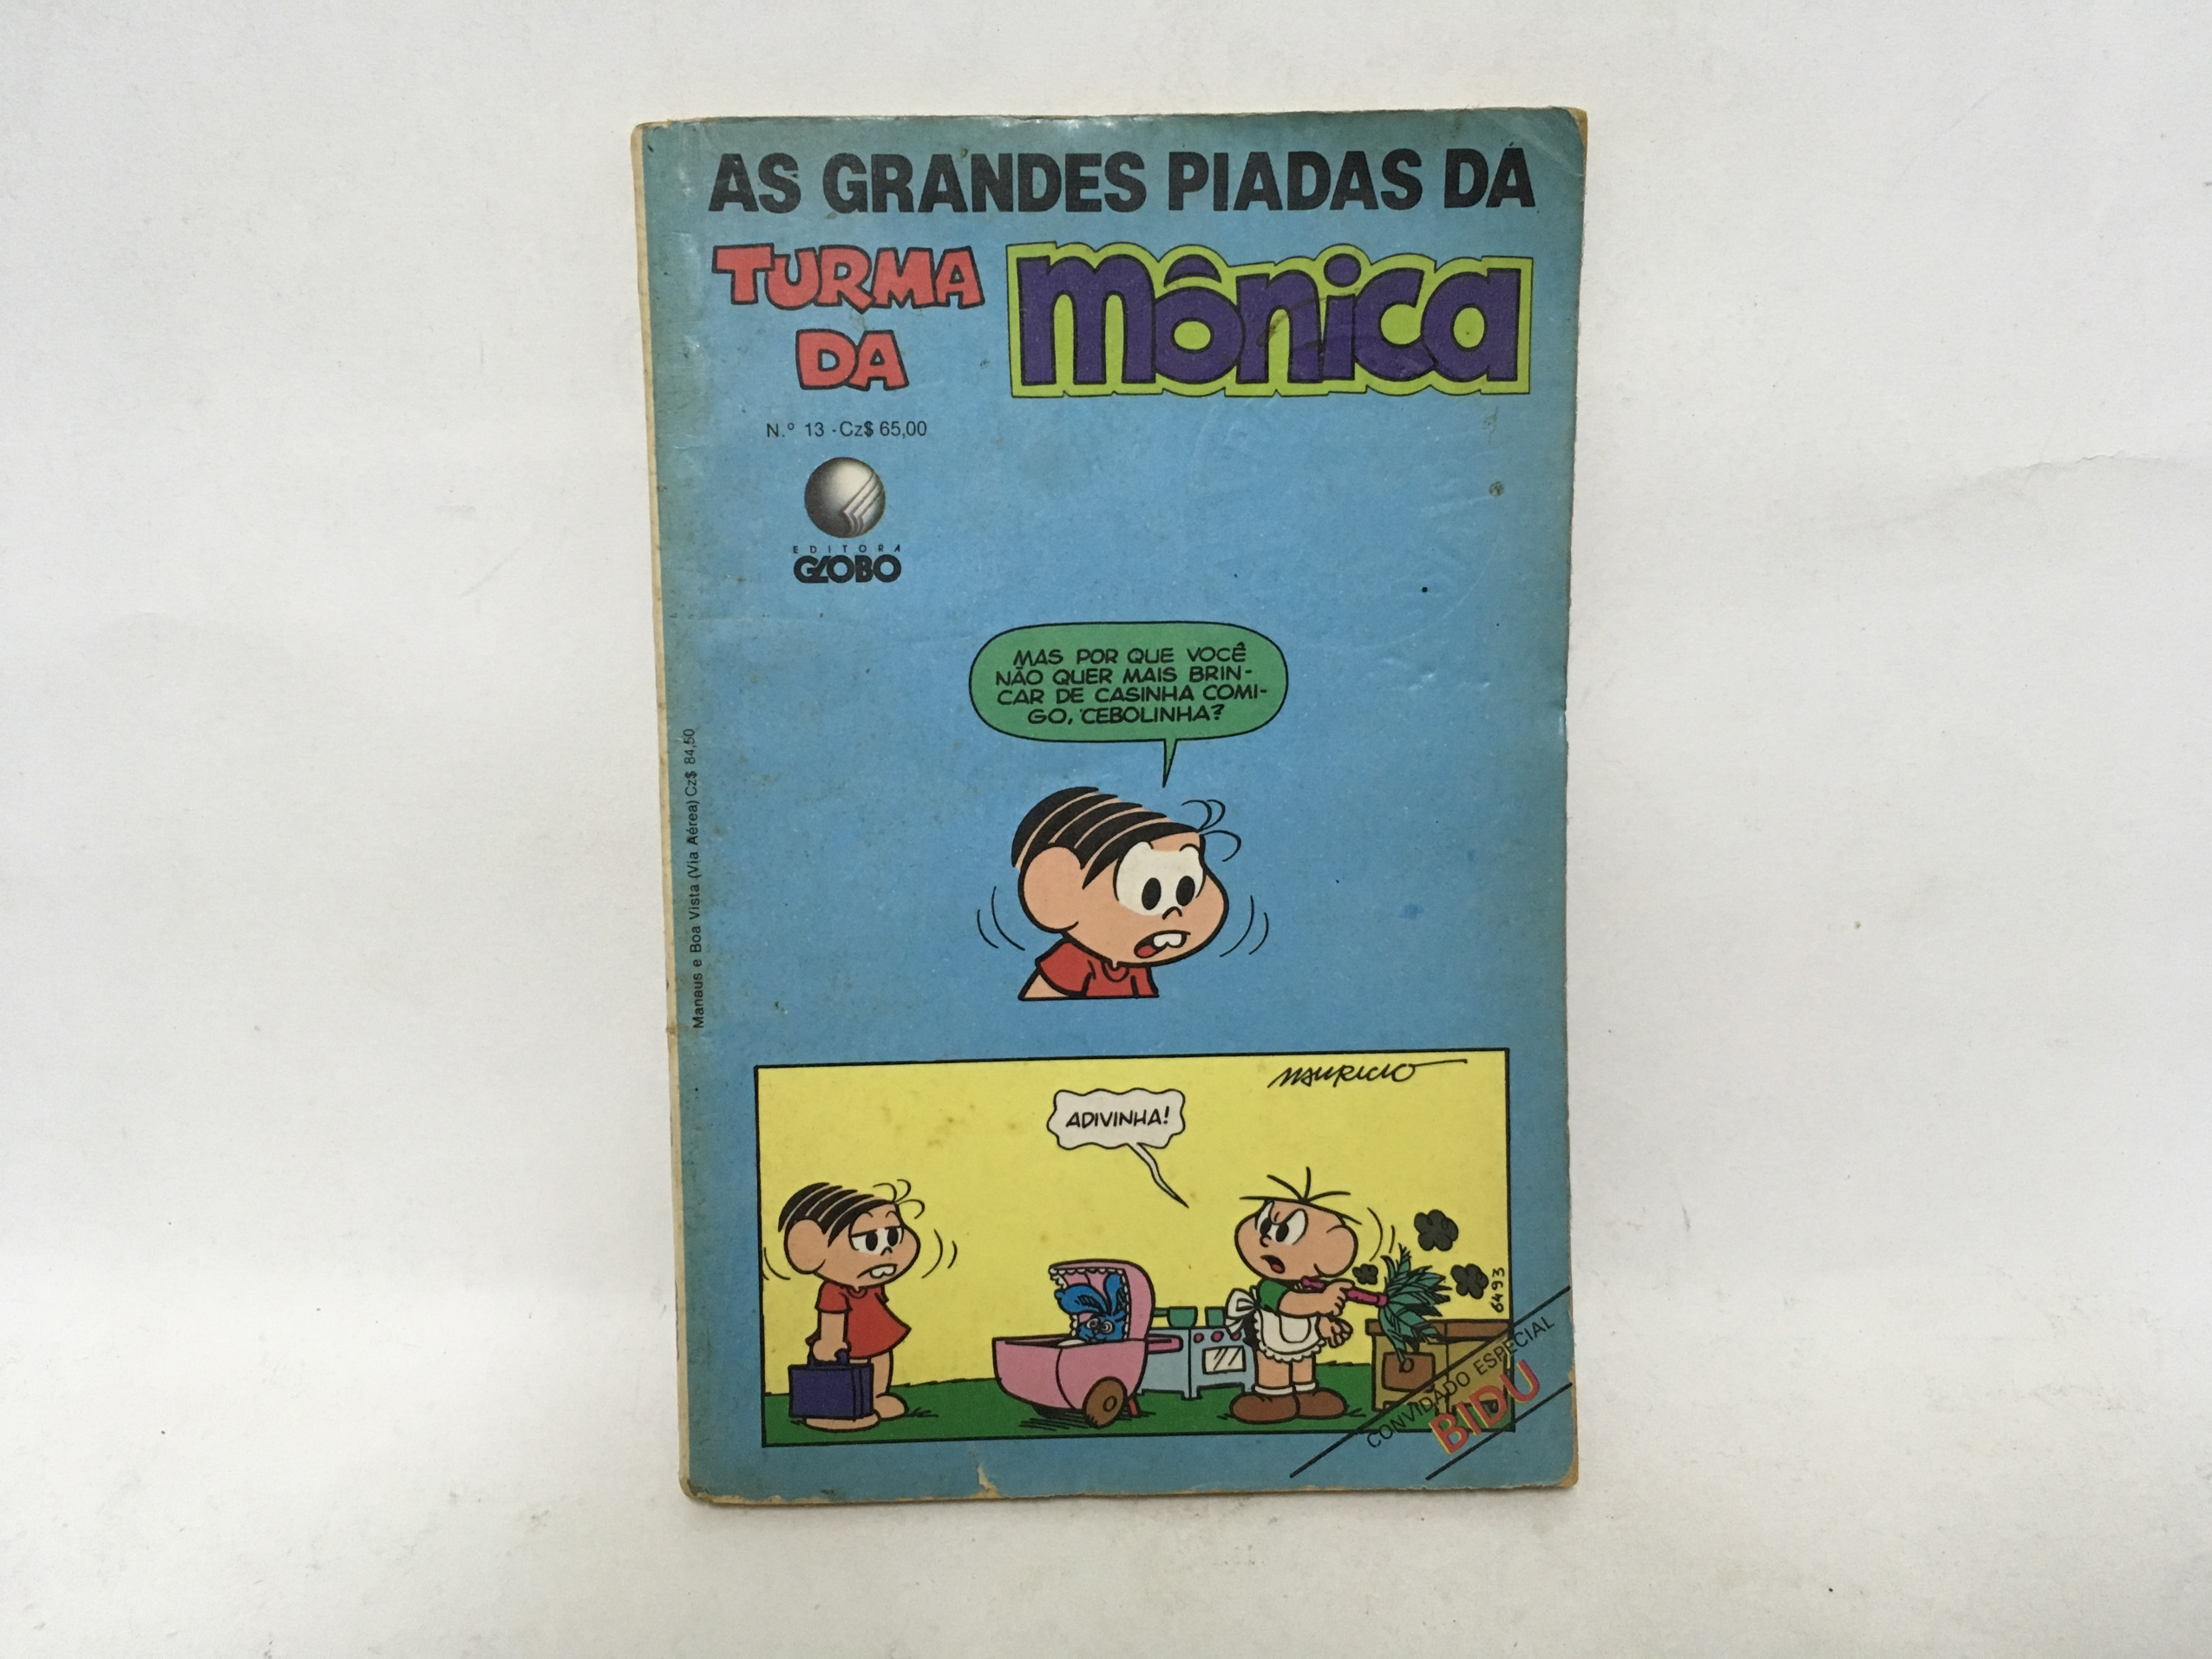 AS GRANDES PIADAS DA
TURMA
DA
mônica
N.º 13 - Cz$ 65,00
EDITORA
GLOBO
MAS POR QUE VOCÊ
NÃO QUER MAIS BRIN-
CAR DE CASINHA COMI-
GO, CEBOLINHA?
Manaus e Boa Vista (Via Aérea) Cz$ 84,50
MAURICIO
ADIVINHA!
6493
CONVIDADO ESPECIAL
BIDU